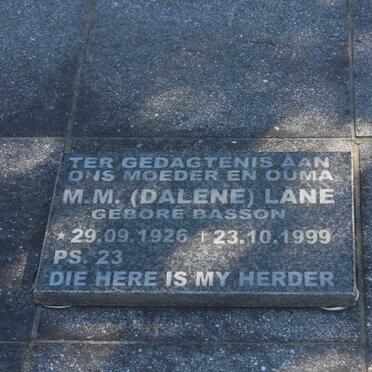 TER GEDAGTENIS AAN
ONS MOEDER EN OUMA
M.M. (DALENE) LANE
GEBORE BASSON
* 29.09.1926 † 23.10.1999
PS. 23
DIE HERE IS MY HERDER